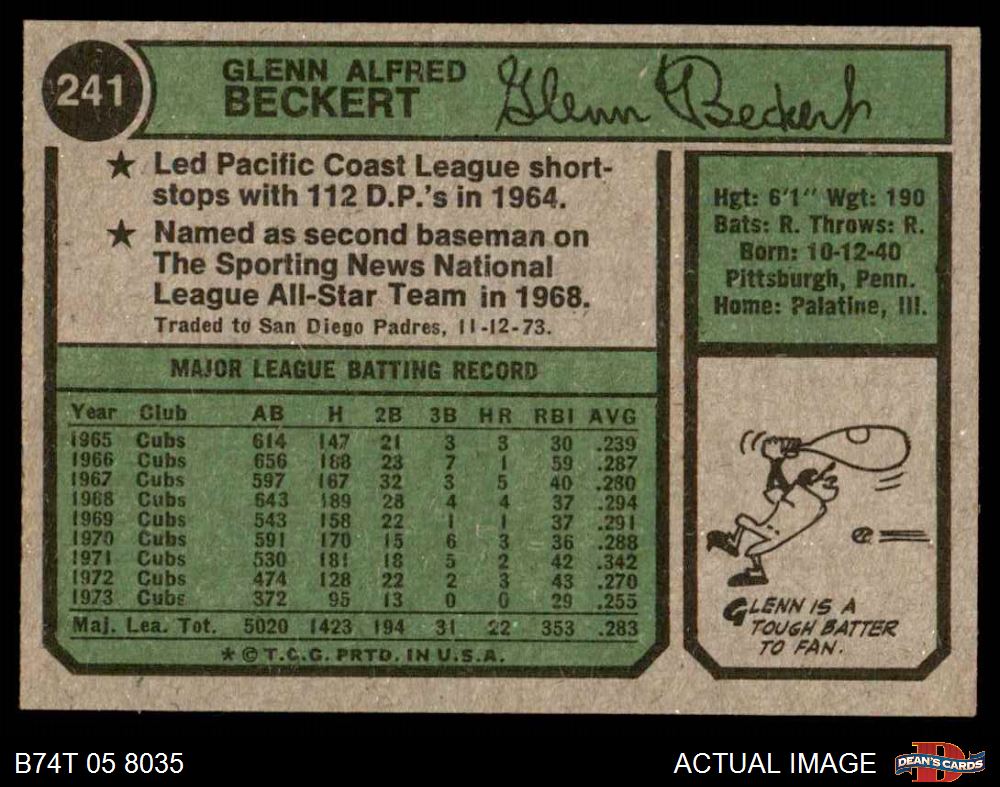 241
GLENN ALFRED
BECKERT
Glenn Beckert
★ Led Pacific Coast League short-
stops with 112 D.P.'s in 1964.
★ Named as second baseman on
The Sporting News National
League All-Star Team in 1968.
Traded to San Diego Padres, 11-12-73.
Hgt: 6'1" Wgt: 190
Bats: R. Throws: R.
Born: 10-12-40
Pittsburgh, Penn.
Home: Palatine, Ill.
MAJOR LEAGUE BATTING RECORD
Year Club AB H 2B 3B HR RBI AVG
1965 Cubs 614 147 21 3 3 30 .239
1966 Cubs 656 188 23 7 1 59 .287
1967 Cubs 597 167 32 3 5 40 .280
1968 Cubs 643 189 28 4 4 37 .294
1969 Cubs 543 158 22 1 1 37 .291
1970 Cubs 591 170 15 6 3 36 .288
1971 Cubs 530 181 18 5 2 42 .342
1972 Cubs 474 128 22 2 3 43 .270
1973 Cubs 372 95 13 0 0 29 .255
Maj. Lea. Tot. 5020 1423 194 31 22 353 .283
* © T.C.G. PRTD. IN U.S.A.
GLENN IS A
TOUGH BATTER
TO FAN.
B74T 05 8035
ACTUAL IMAGE
DEAN'S CARDS